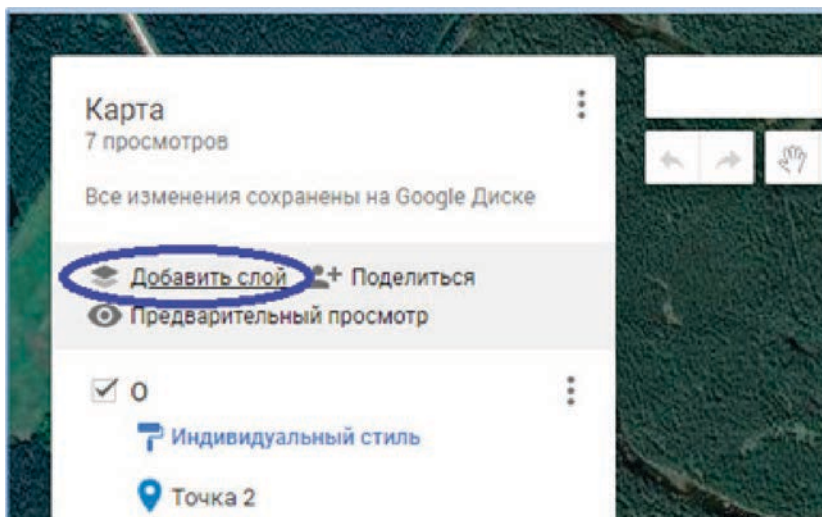 Карта
7 просмотров
Все изменения сохранены на Google Диске
Добавить слой Поделиться
Предварительный просмотр
О
Индивидуальный стиль
Точка 2